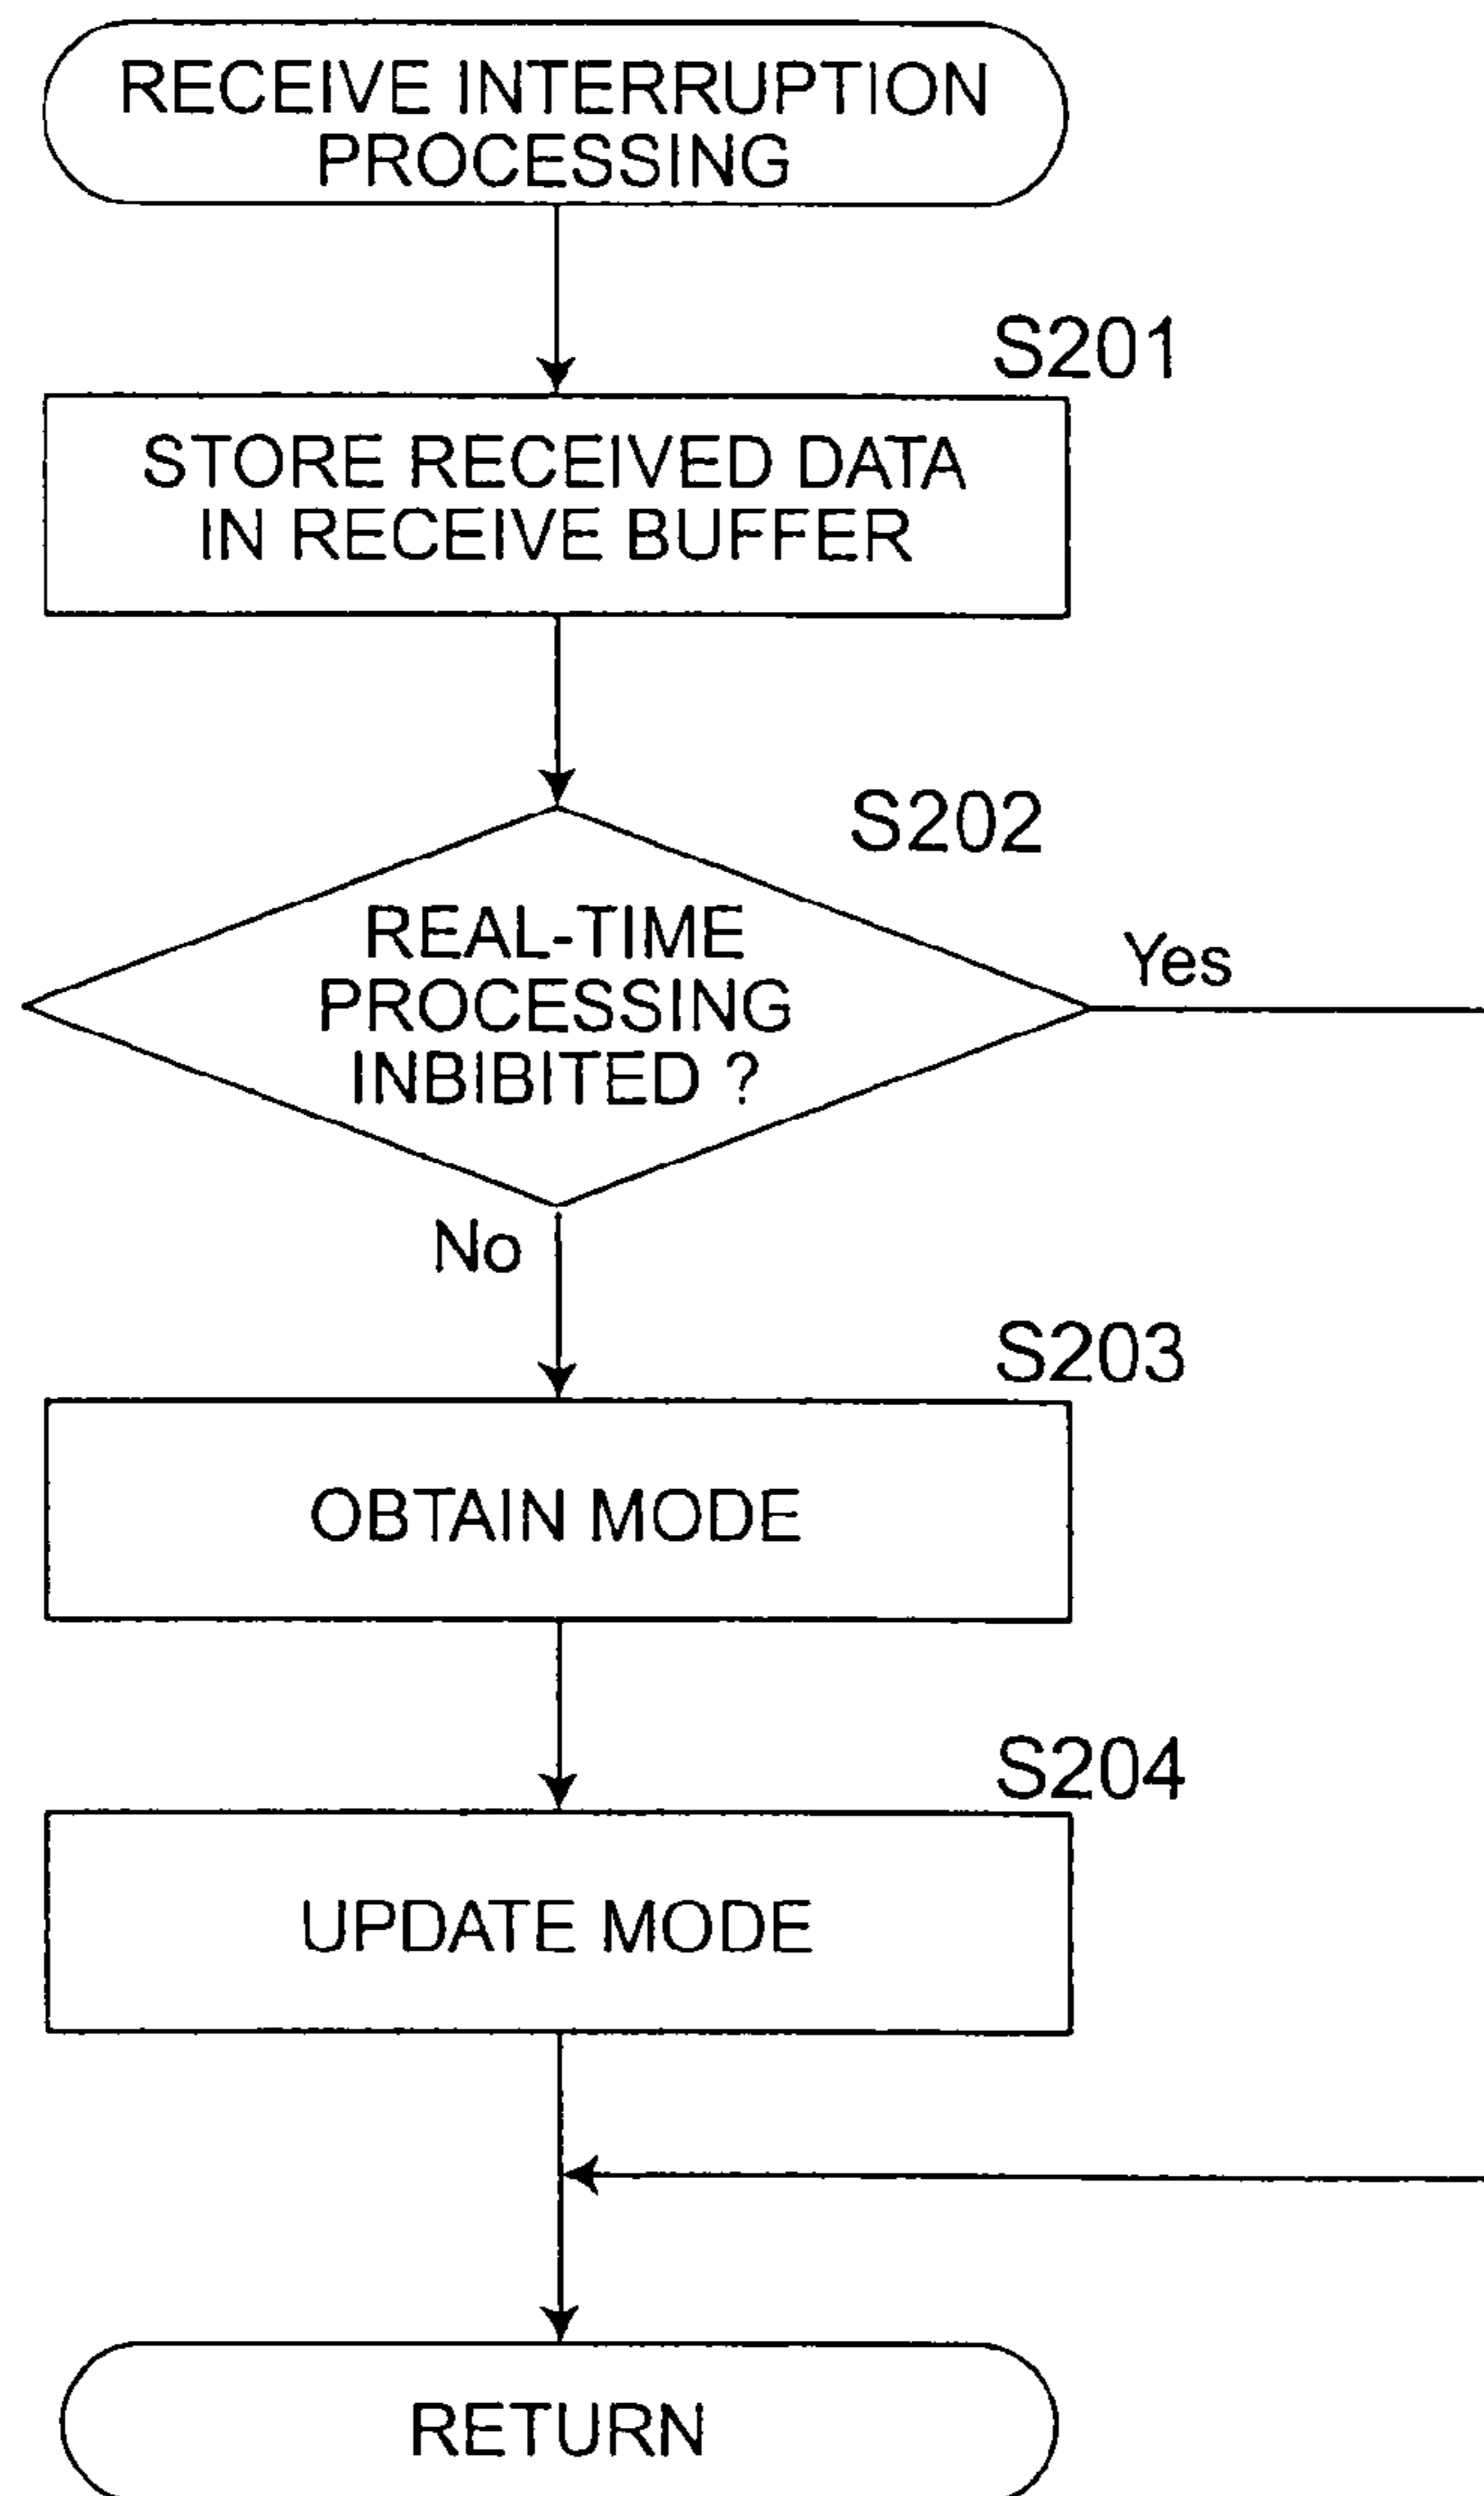 RECEIVE INTERRUPTION
PROCESSING
S201
STORE RECEIVED DATA
IN RECEIVE BUFFER
S202
REAL-TIME
PROCESSING
INBIBITED ?
Yes
No
S203
OBTAIN MODE
S204
UPDATE MODE
RETURN